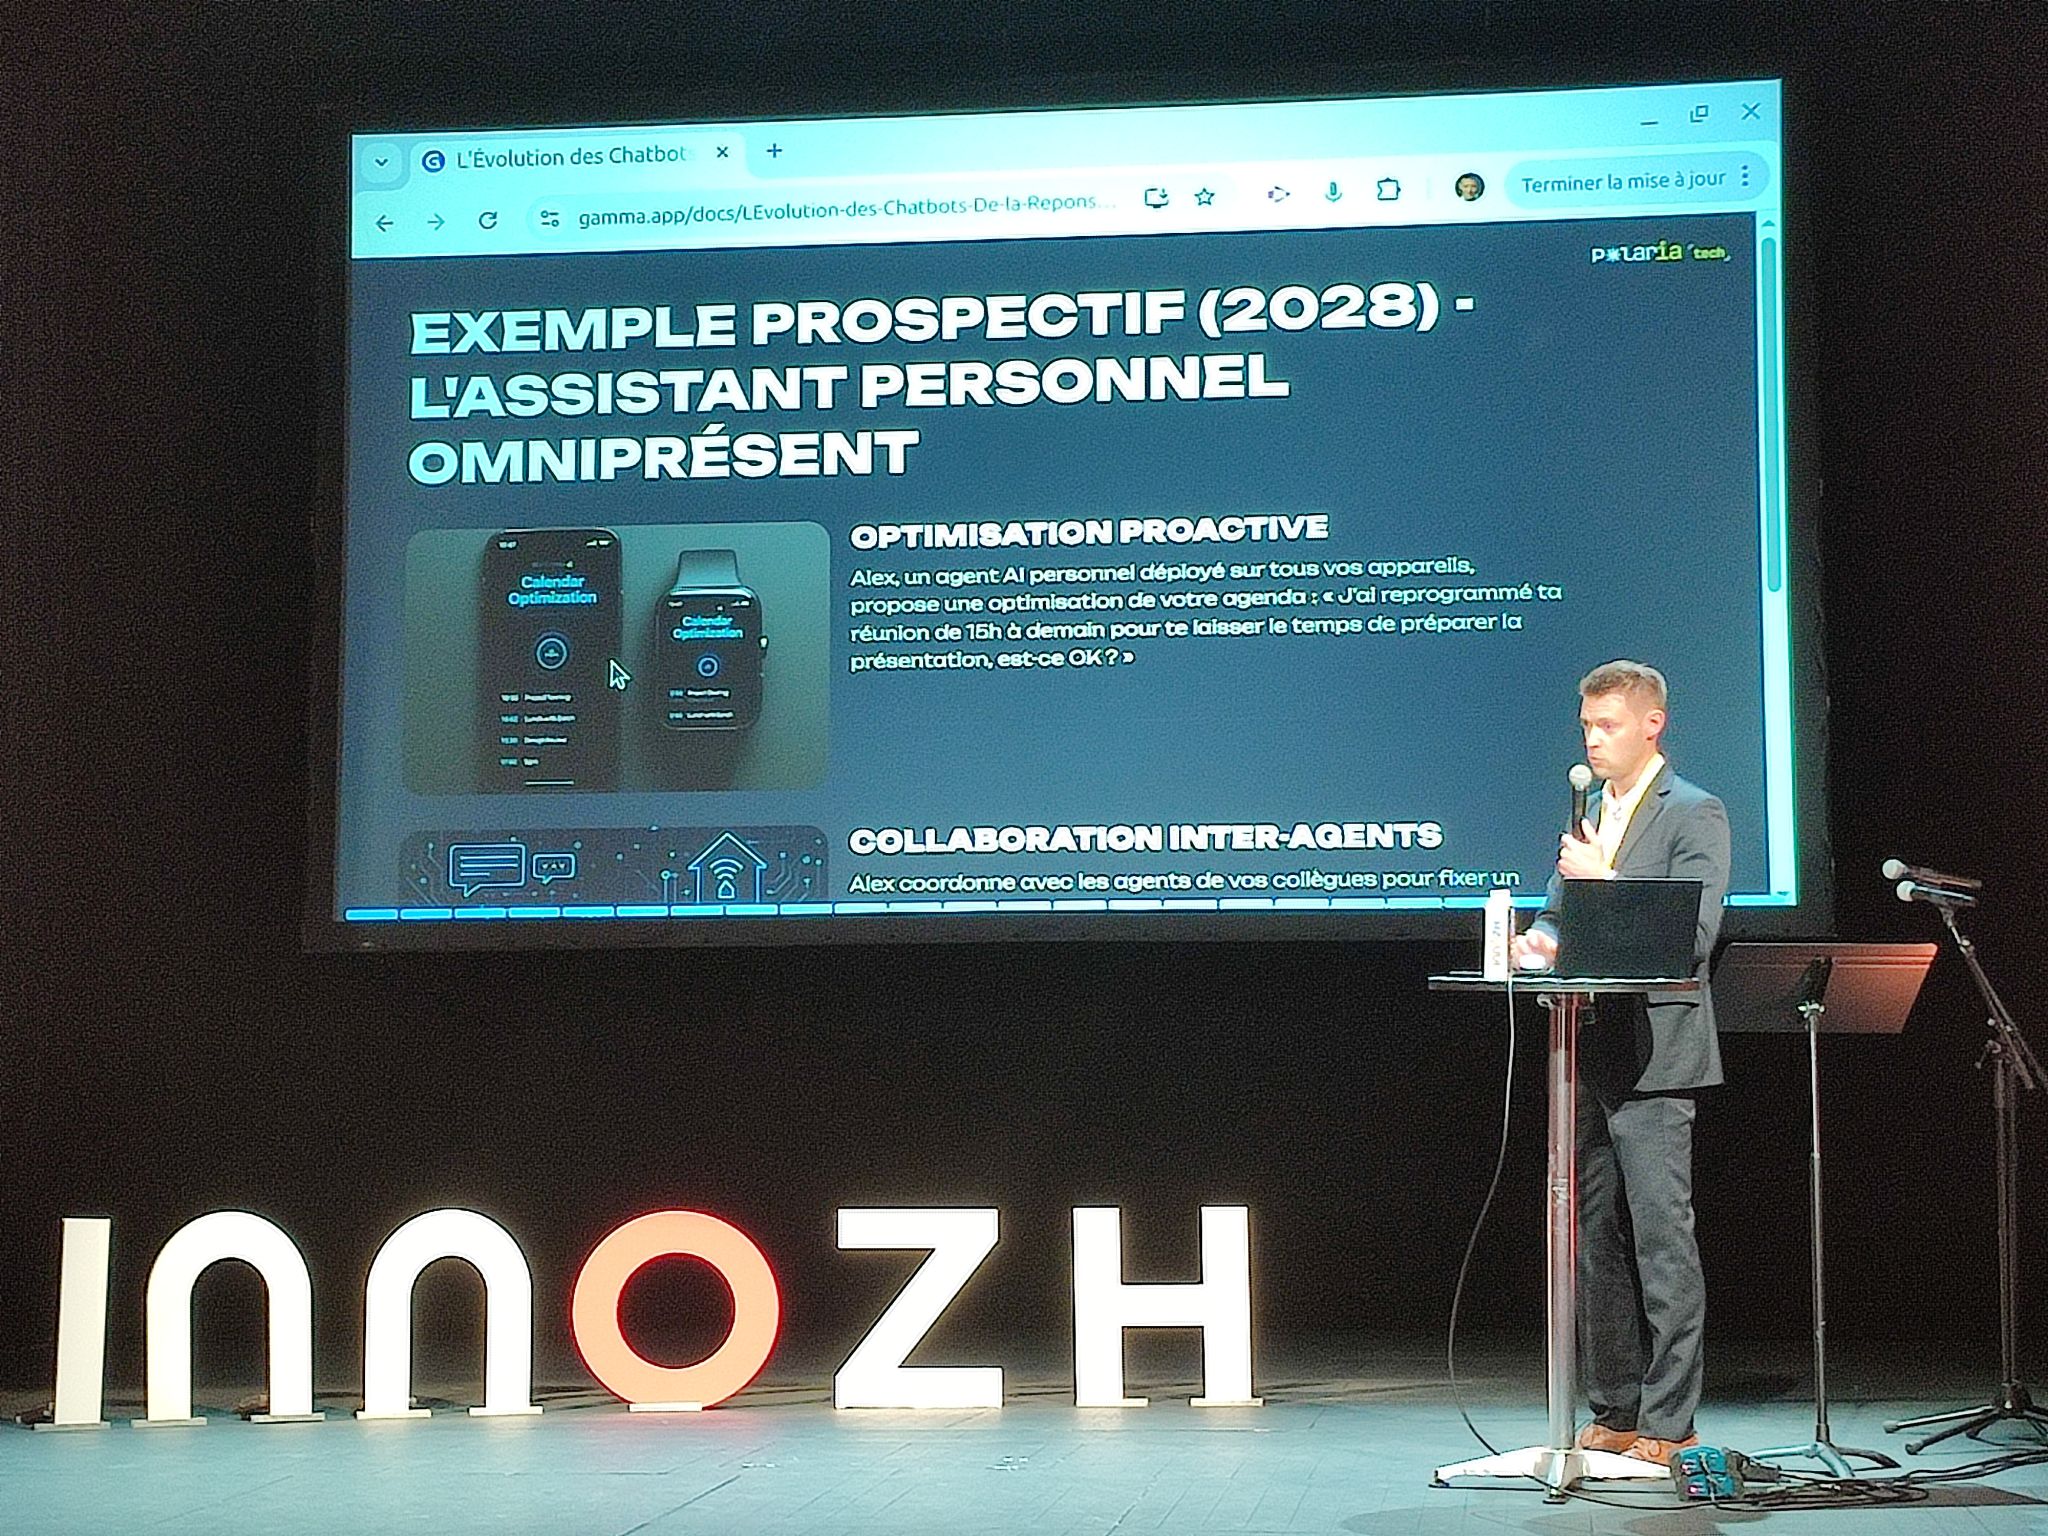 L'Évolution des Chatbot
gamma.app/docs/LEvolution-des-Chatbots-De-la-Repons...
Terminer la mise à jour
polaria tech
EXEMPLE PROSPECTIF (2028) -
L'ASSISTANT PERSONNEL
OMNIPRÉSENT
Calendar
Optimization
Calendar
Optimization
OPTIMISATION PROACTIVE
Alex, un agent AI personnel déployé sur tous vos appareils,
propose une optimisation de votre agenda : « J'ai reprogrammé ta
réunion de 15h à demain pour te laisser le temps de préparer la
présentation, est-ce OK ? »
COLLABORATION INTER-AGENTS
Alex coordonne avec les agents de vos collègues pour fixer un
INNOZH